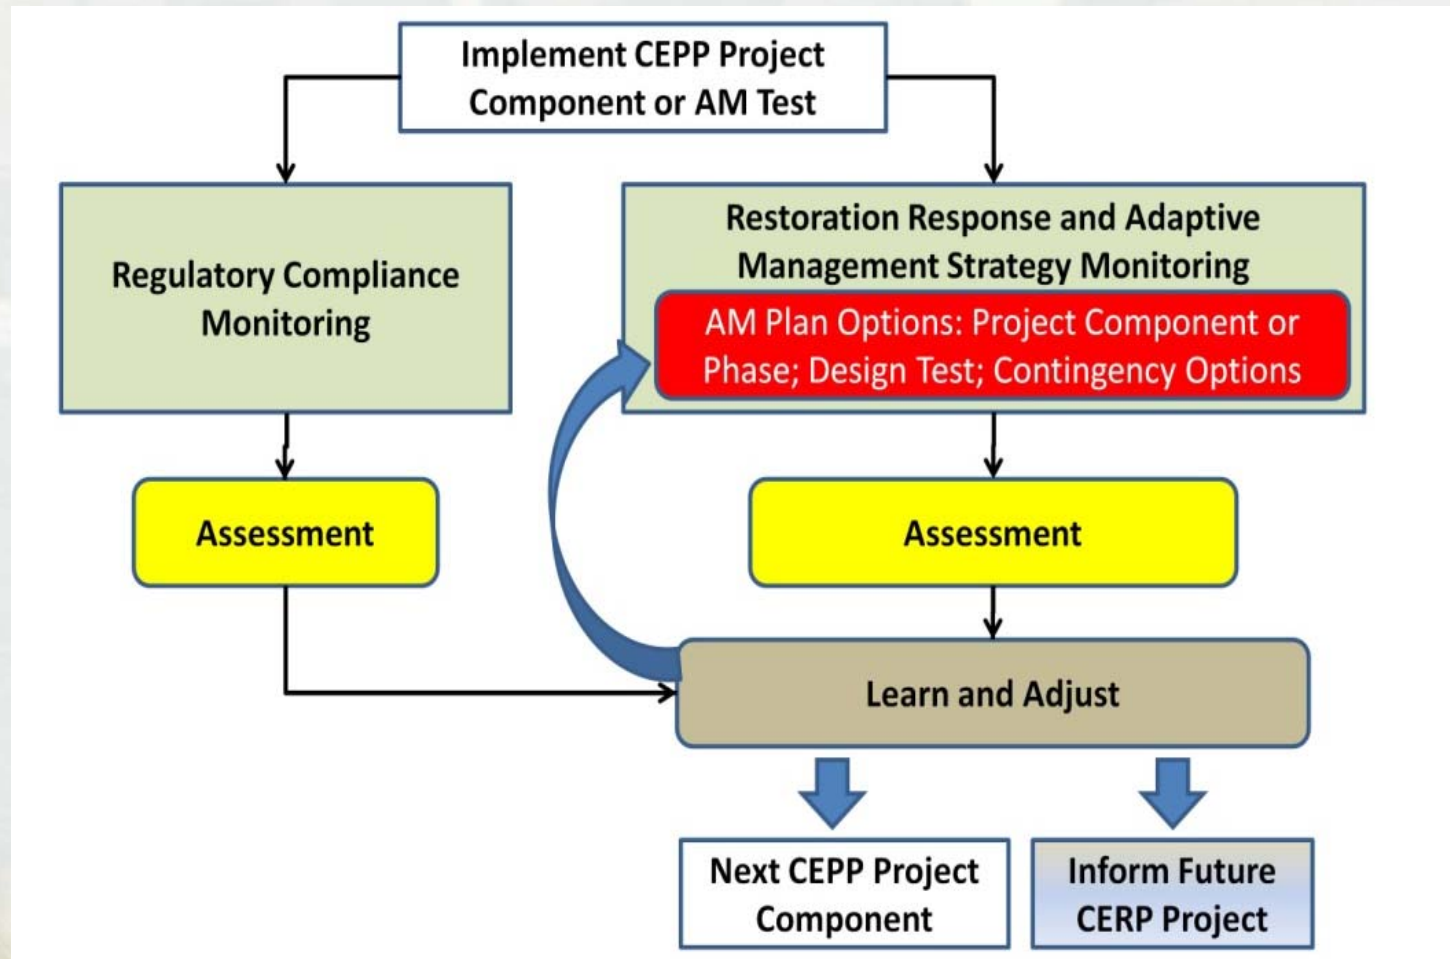 Implement CEPP Project
Component or AM Test
Regulatory Compliance
Monitoring
Restoration Response and Adaptive
Management Strategy Monitoring
AM Plan Options: Project Component or
Phase; Design Test; Contingency Options
Assessment
Assessment
Learn and Adjust
Next CEPP Project
Component
Inform Future
CERP Project